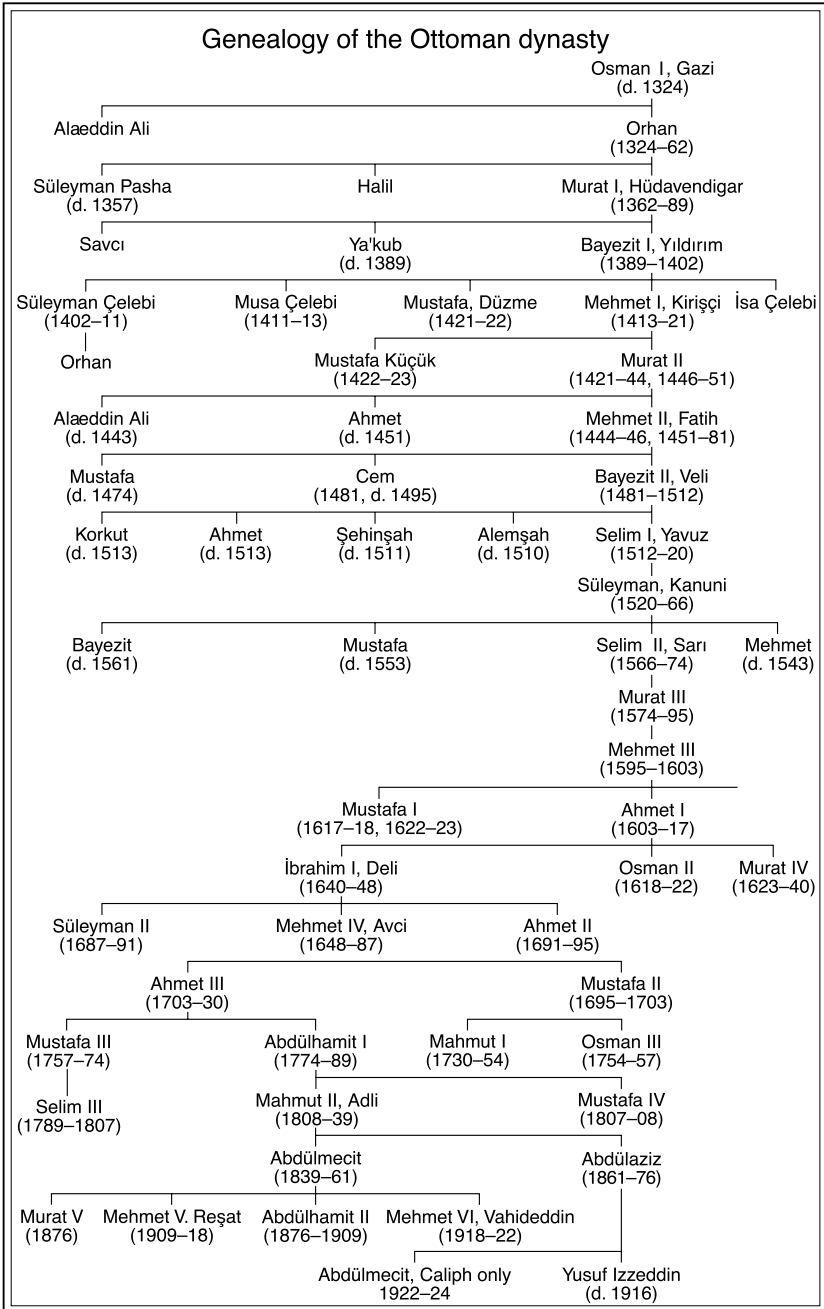 Genealogy of the Ottoman dynasty
Osman I, Gazi
(d. 1324)
Alæddin Ali
Orhan
(1324–62)
Süleyman Pasha
(d. 1357)
Halil
Murat I, Hüdavendigar
(1362–89)
Savcı
Ya'kub
(d. 1389)
Bayezit I, Yıldırım
(1389–1402)
Süleyman Çelebi
(1402–11)
Musa Çelebi
(1411–13)
Mustafa, Düzme
(1421–22)
Mehmet I, Kirişçi
(1413–21)
İsa Çelebi
Orhan
Mustafa Küçük
(1422–23)
Murat II
(1421–44, 1446–51)
Alæddin Ali
(d. 1443)
Ahmet
(d. 1451)
Mehmet II, Fatih
(1444–46, 1451–81)
Mustafa
(d. 1474)
Cem
(1481, d. 1495)
Bayezit II, Veli
(1481–1512)
Korkut
(d. 1513)
Ahmet
(d. 1513)
Şehinşah
(d. 1511)
Alemşah
(d. 1510)
Selim I, Yavuz
(1512–20)
Süleyman, Kanuni
(1520–66)
Bayezit
(d. 1561)
Mustafa
(d. 1553)
Selim II, Sarı
(1566–74)
Mehmet
(d. 1543)
Murat III
(1574–95)
Mehmet III
(1595–1603)
Mustafa I
(1617–18, 1622–23)
Ahmet I
(1603–17)
İbrahim I, Deli
(1640–48)
Osman II
(1618–22)
Murat IV
(1623–40)
Süleyman II
(1687–91)
Mehmet IV, Avci
(1648–87)
Ahmet II
(1691–95)
Ahmet III
(1703–30)
Mustafa II
(1695–1703)
Mustafa III
(1757–74)
Abdülhamit I
(1774–89)
Mahmut I
(1730–54)
Osman III
(1754–57)
Selim III
(1789–1807)
Mahmut II, Adli
(1808–39)
Mustafa IV
(1807–08)
Abdülmecit
(1839–61)
Abdülaziz
(1861–76)
Murat V
(1876)
Mehmet V. Reşat
(1909–18)
Abdülhamit II
(1876–1909)
Mehmet VI, Vahideddin
(1918–22)
Abdülmecit, Caliph only
1922–24
Yusuf Izzeddin
(d. 1916)